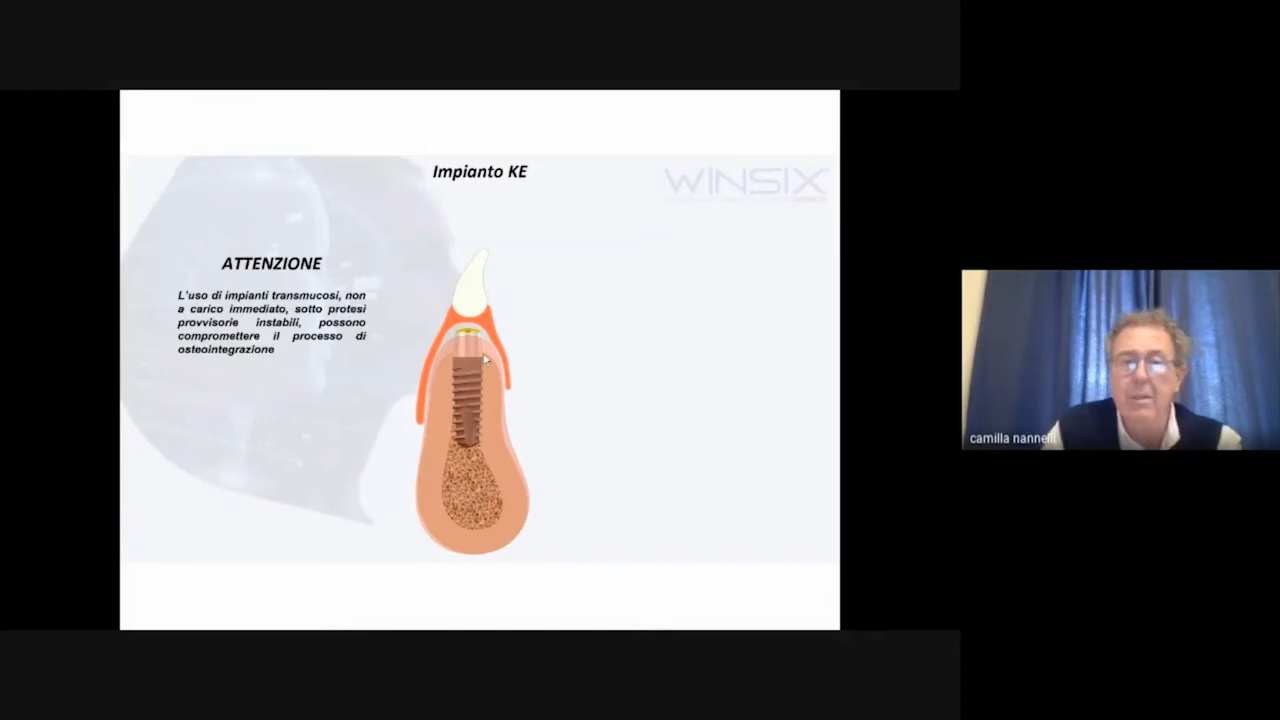 Impianto KE
WINSIX
ATTENZIONE
L'uso di impianti transmucosi, non
a carico immediato, sotto protesi
provvisorie instabili, possono
compromettere il processo di
osteointegrazione
camilla nannelli